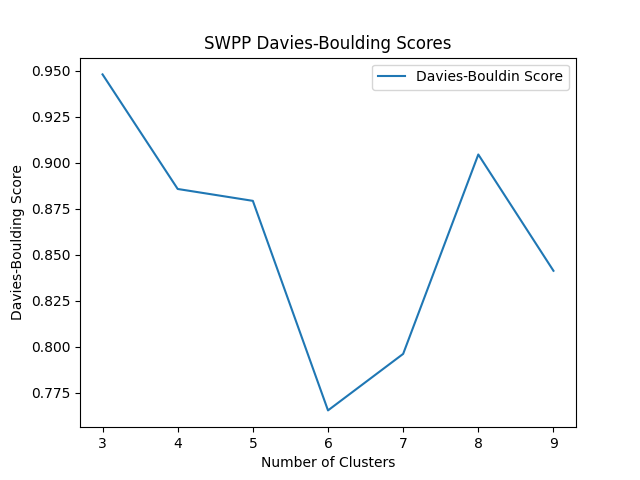 SWPP Davies-Boulding Scores
Davies-Bouldin Score
Davies-Boulding Score
0.950
0.925
0.900
0.875
0.850
0.825
0.800
0.775
3 4 5 6 7 8 9
Number of Clusters